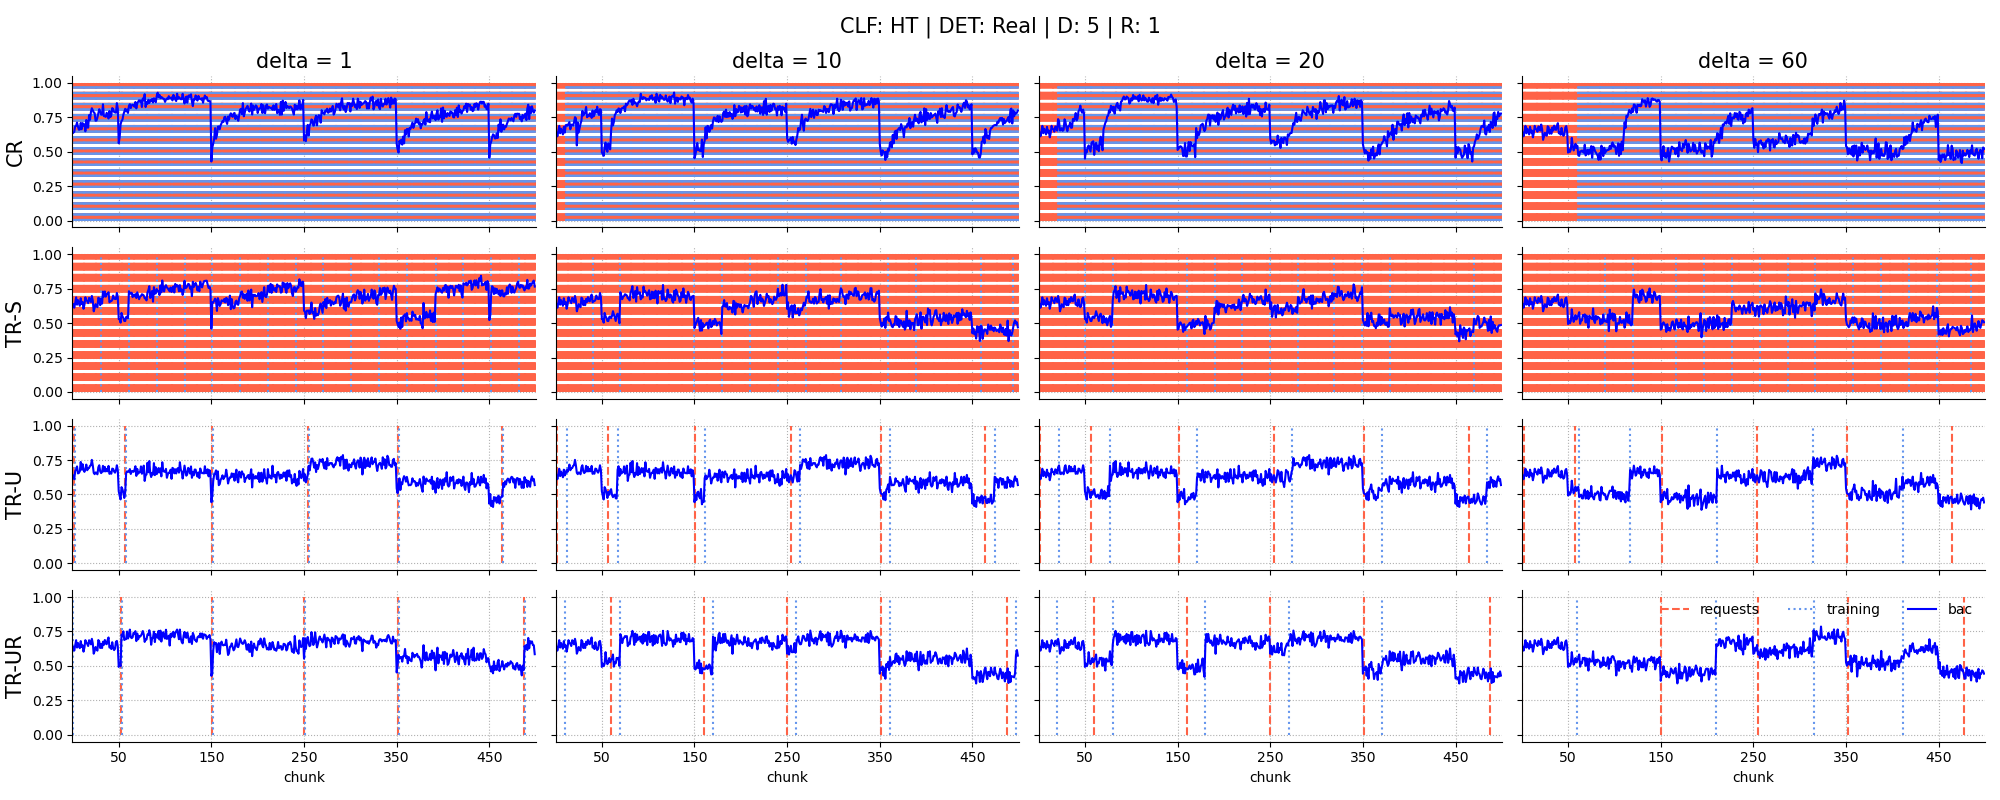 CLF: HT | DET: Real | D: 5 | R: 1
delta = 1
delta = 10
delta = 20
delta = 60
CR
1.00
0.75
0.50
0.25
0.00
TR-S
1.00
0.75
0.50
0.25
0.00
TR-U
1.00
0.75
0.50
0.25
0.00
TR-UR
1.00
0.75
0.50
0.25
0.00
requests
training
bac
50 150 250 350 450
50 150 250 350 450
50 150 250 350 450
50 150 250 350 450
chunk
chunk
chunk
chunk